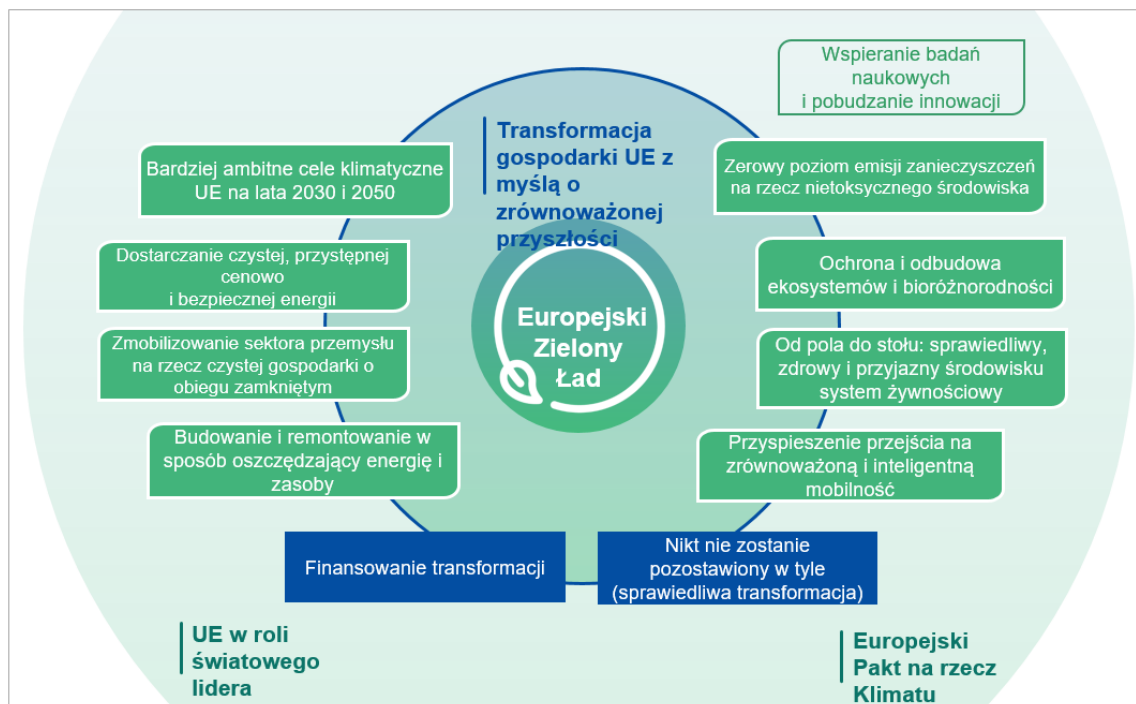 Wspieranie badań
naukowych
i pobudzanie innowacji
Transformacja
gospodarki UE z
myślą o
zrównoważonej
przyszłości
Bardziej ambitne cele klimatyczne
UE na lata 2030 i 2050
Zerowy poziom emisji zanieczyszczeń
na rzecz nietoksycznego środowiska
Dostarczanie czystej, przystępnej
cenowo
i bezpiecznej energii
Ochrona i odbudowa
ekosystemów i bioróżnorodności
Europejski
Zielony
Ład
Zmobilizowanie sektora przemysłu
na rzecz czystej gospodarki o
obiegu zamkniętym
Od pola do stołu: sprawiedliwy,
zdrowy i przyjazny środowisku
system żywnościowy
Budowanie i remontowanie w
sposób oszczędzający energię i
zasoby
Przyspieszenie przejścia na
zrównoważoną i inteligentną
mobilność
Finansowanie transformacji
Nikt nie zostanie
pozostawiony w tyle
(sprawiedliwa transformacja)
UE w roli
światowego
lidera
Europejski
Pakt na rzecz
Klimatu